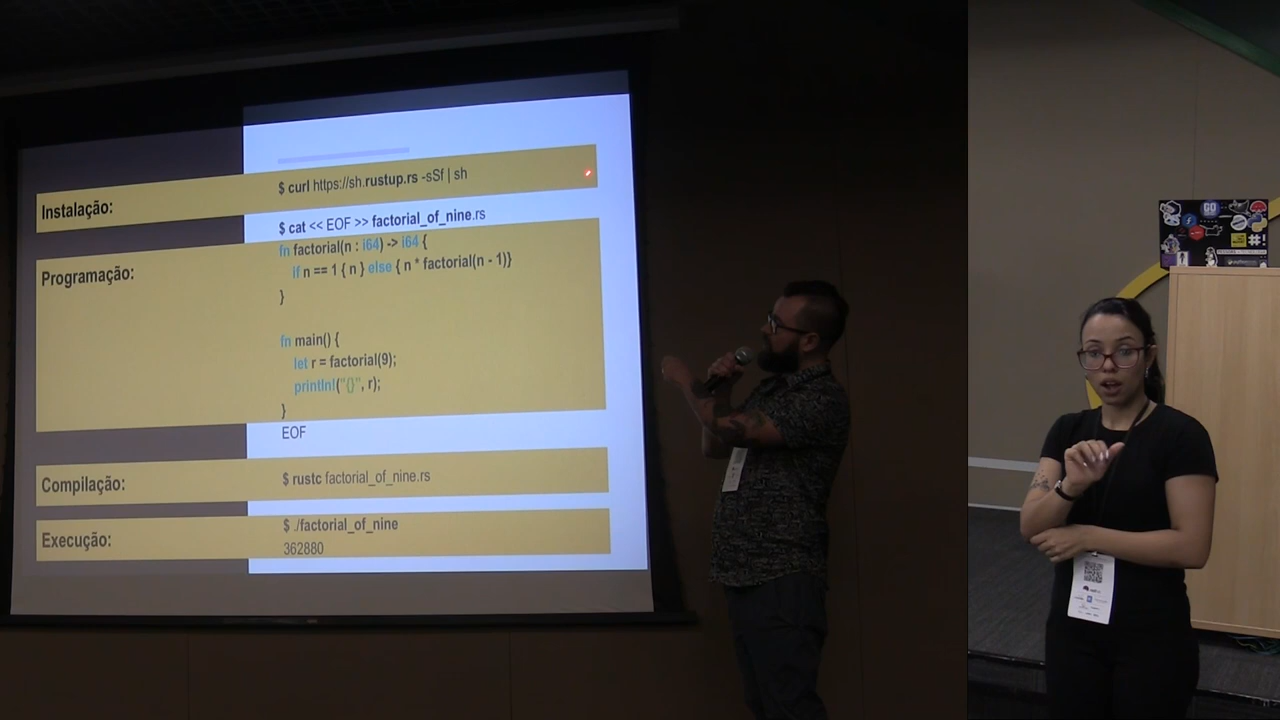 Instalação:
$ curl https://sh.rustup.rs -sSf | sh
$ cat << EOF >> factorial_of_nine.rs
Programação:
fn factorial(n : i64) -> i64 {
if n == 1 { n } else { n * factorial(n - 1)}
}
fn main() {
let r = factorial(9);
println!("{}", r);
}
EOF
Compilação:
$ rustc factorial_of_nine.rs
Execução:
$ ./factorial_of_nine
362880
GO
#!